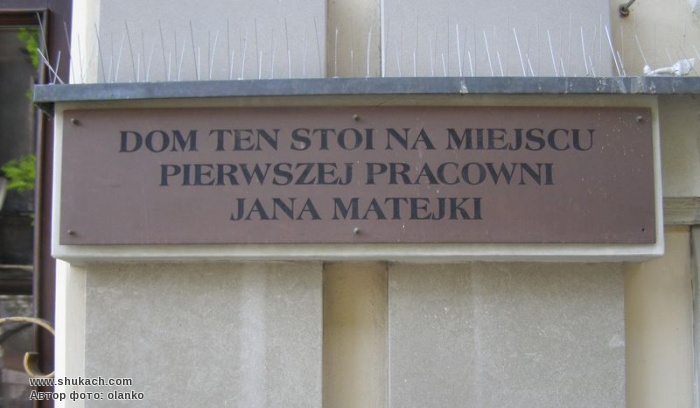 DOM TEN STOI NA MIEJSCU
PIERWSZEJ PRACOWNI
JANA MATEJKI
www.shukach.com
Автор фото: olanko